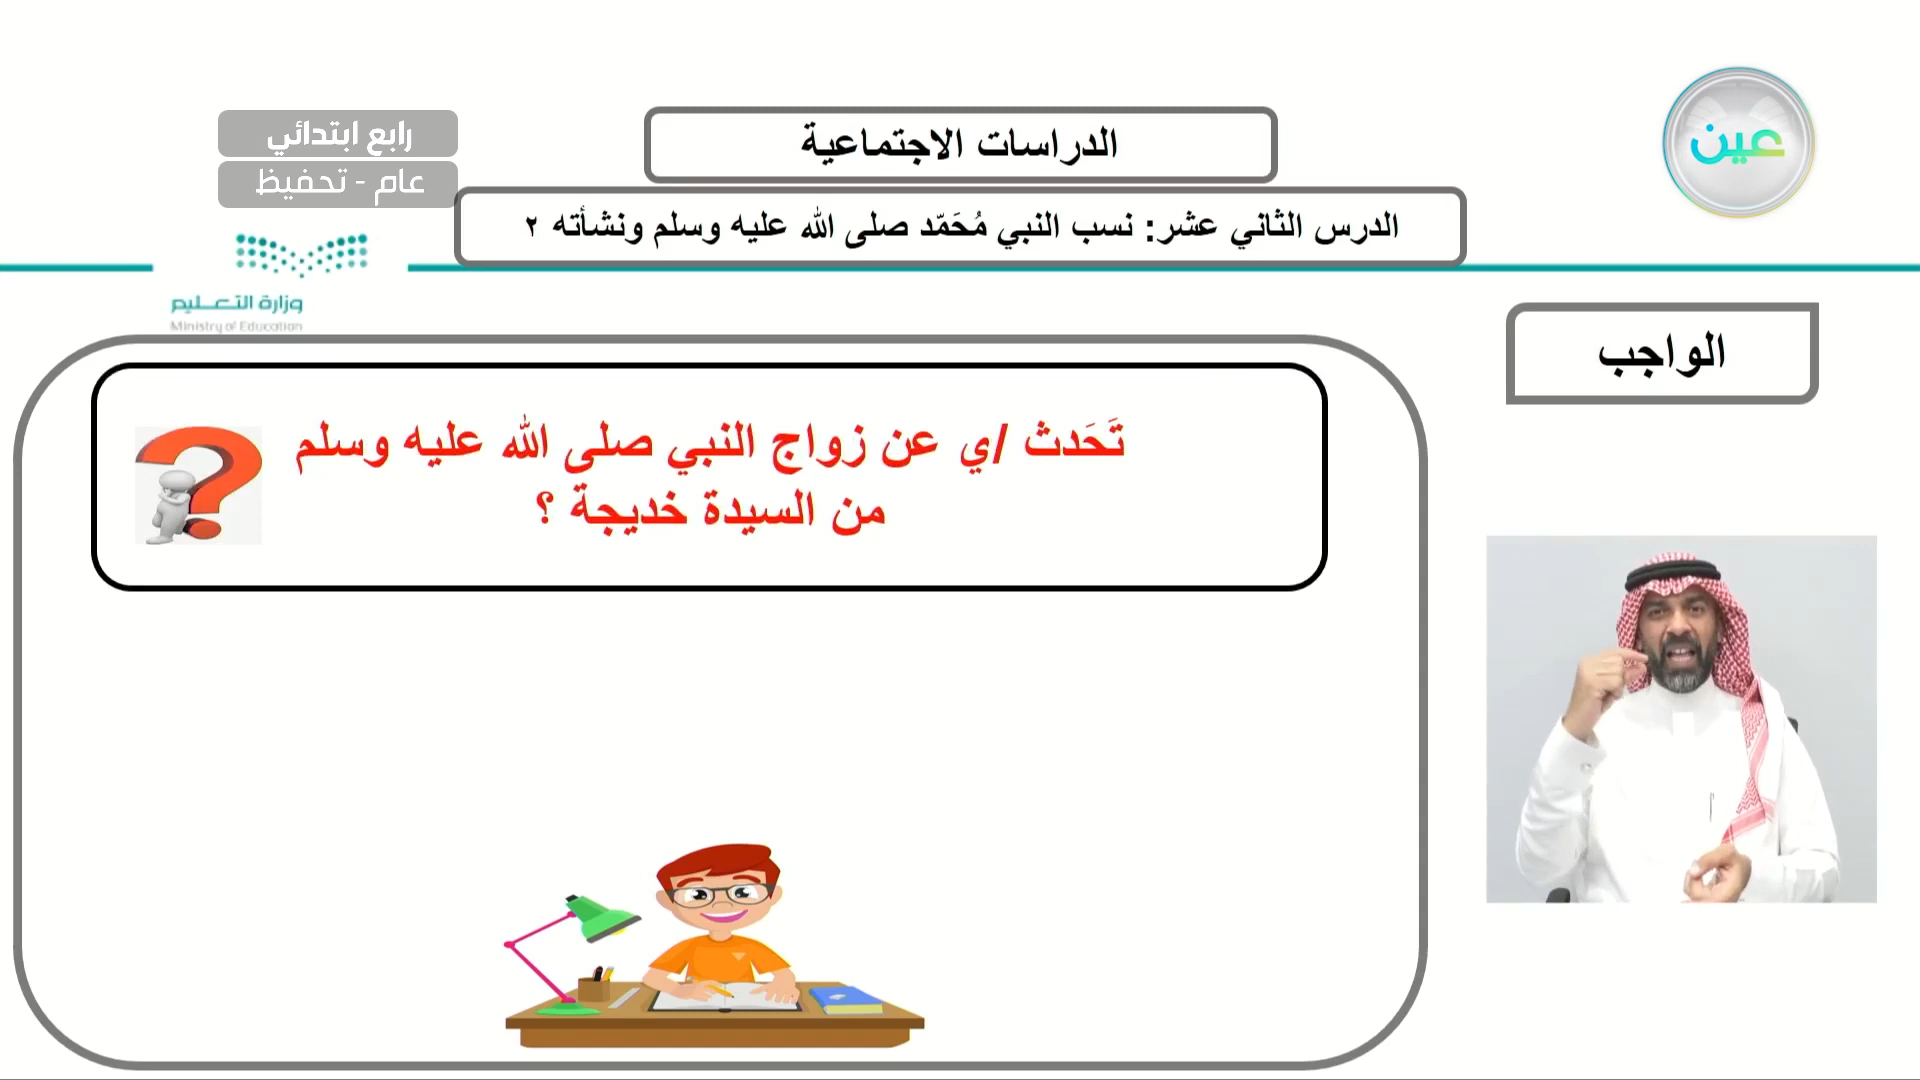 الدراسات الاجتماعية
عين
رابع ابتدائي
عام - تحفيظ
الدرس الثاني عشر: نسب النبي مُحَمّد صلى الله عليه وسلم ونشأته ٢
وزارة التعليم
Ministry of Education
الواجب
تَحَدث /ي عن زواج النبي صلى الله عليه وسلم
من السيدة خديجة ؟